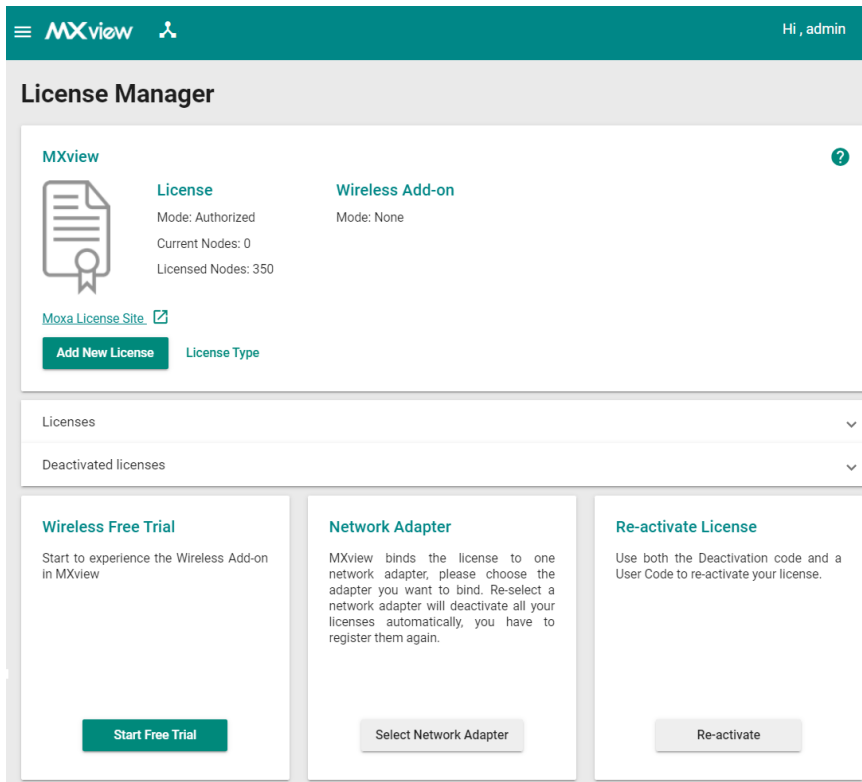 MXview
Hi , admin
License Manager
MXview
?
License
Mode: Authorized
Current Nodes: 0
Licensed Nodes: 350
Wireless Add-on
Mode: None
Moxa License Site
Add New License
License Type
Licenses
Deactivated licenses
Wireless Free Trial
Start to experience the Wireless Add-on
in MXview
Start Free Trial
Network Adapter
MXview binds the license to one
network adapter, please choose the
adapter you want to bind. Re-select a
network adapter will deactivate all your
licenses automatically, you have to
register them again.
Select Network Adapter
Re-activate License
Use both the Deactivation code and a
User Code to re-activate your license.
Re-activate